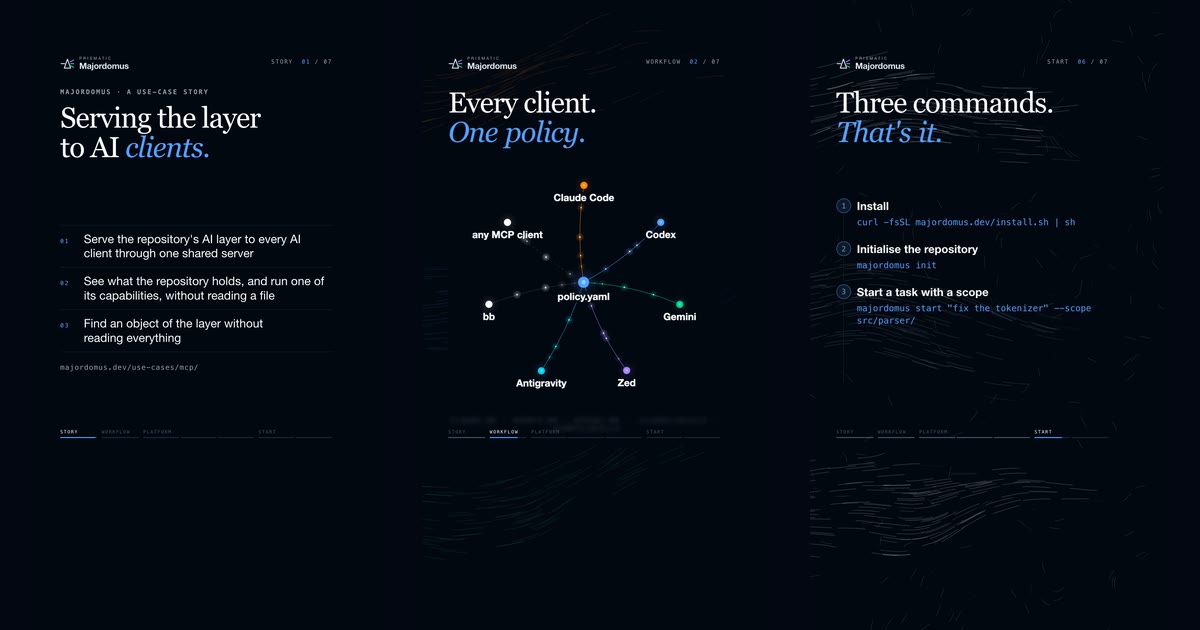 PRISMATIC
Majordomus
STORY 01 / 07
MAJORDOMUS · A USE-CASE STORY
Serving the layer
to AI clients.
01 Serve the repository's AI layer to every AI
client through one shared server
02 See what the repository holds, and run one of
its capabilities, without reading a file
03 Find an object of the layer without
reading everything
majordomus.dev/use-cases/mcp/
STORY WORKFLOW PLATFORM START
PRISMATIC
Majordomus
WORKFLOW 02 / 07
Every client.
One policy.
Claude Code
any MCP client
Codex
policy.yaml
bb
Gemini
Antigravity
Zed
STORY WORKFLOW PLATFORM START
PRISMATIC
Majordomus
START 06 / 07
Three commands.
That's it.
1 Install
curl -fsSL majordomus.dev/install.sh | sh
2 Initialise the repository
majordomus init
3 Start a task with a scope
majordomus start "fix the tokenizer" --scope
src/parser/
STORY WORKFLOW PLATFORM START